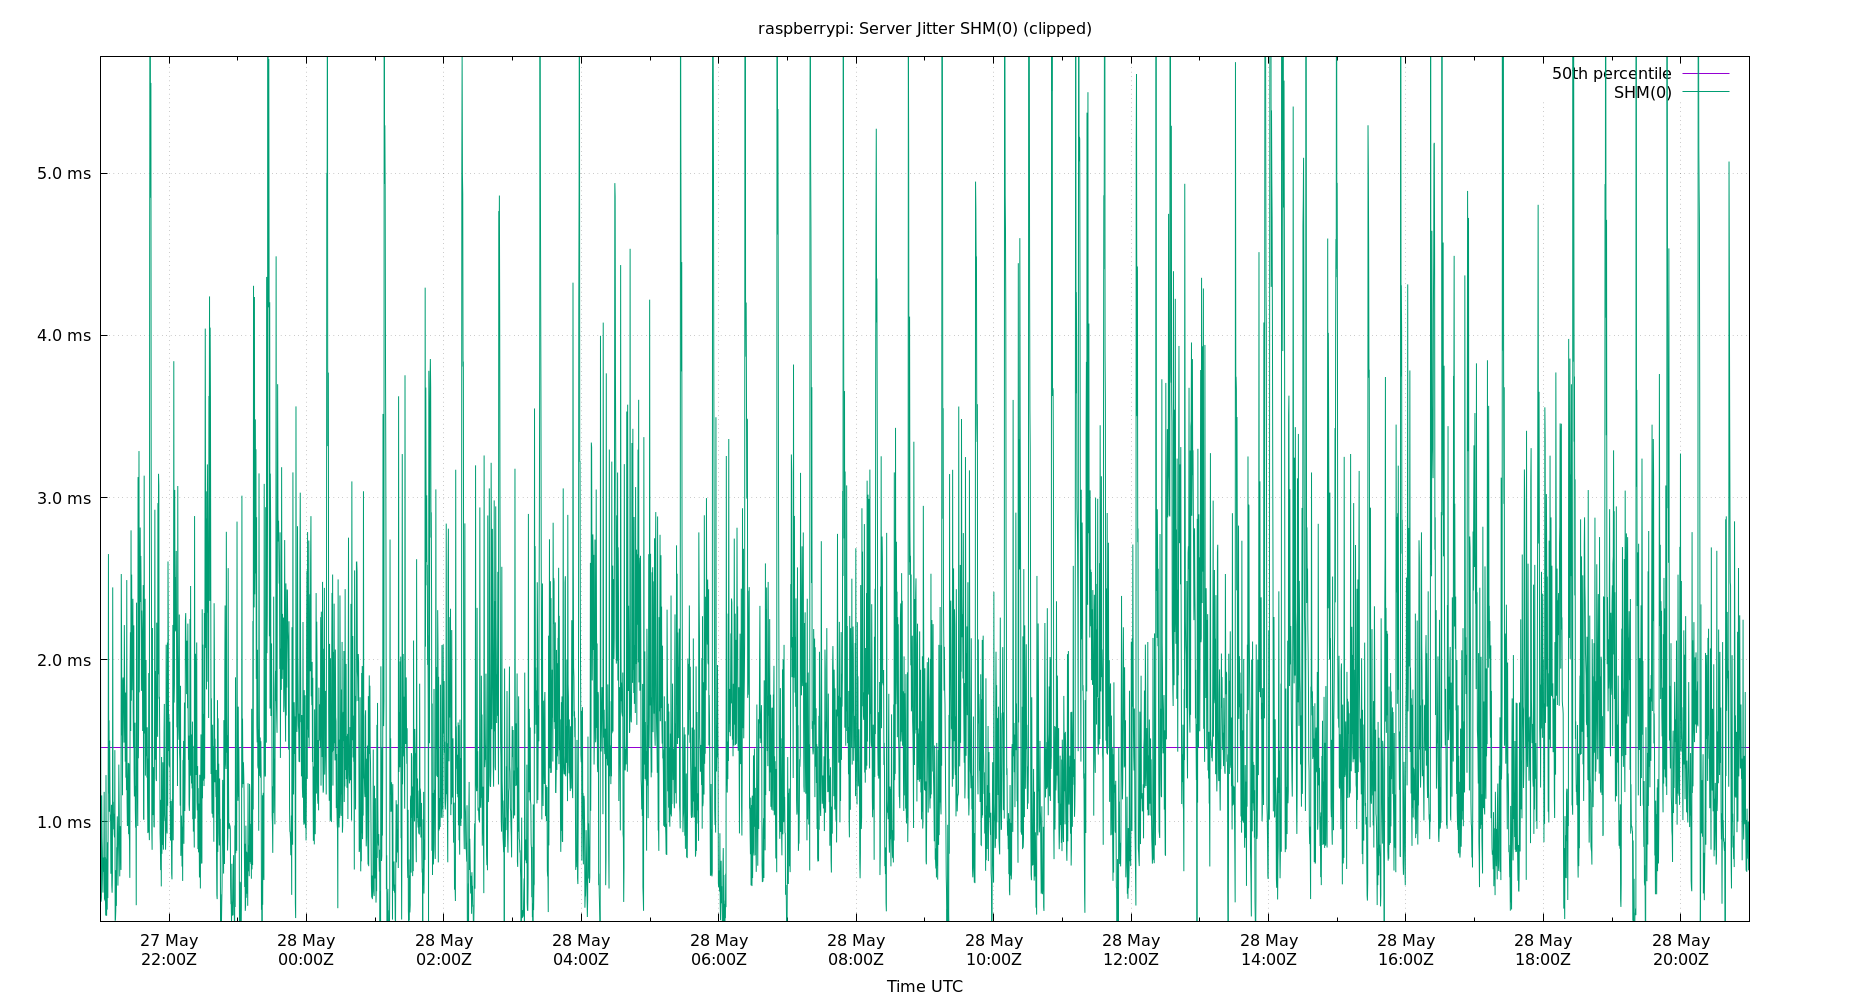 raspberrypi: Server Jitter SHM(0) (clipped)
50th percentile
SHM(0)
5.0 ms
4.0 ms
3.0 ms
2.0 ms
1.0 ms
27 May 28 May 28 May 28 May 28 May 28 May 28 May 28 May 28 May 28 May 28 May 28 May
22:00Z 00:00Z 02:00Z 04:00Z 06:00Z 08:00Z 10:00Z 12:00Z 14:00Z 16:00Z 18:00Z 20:00Z
Time UTC